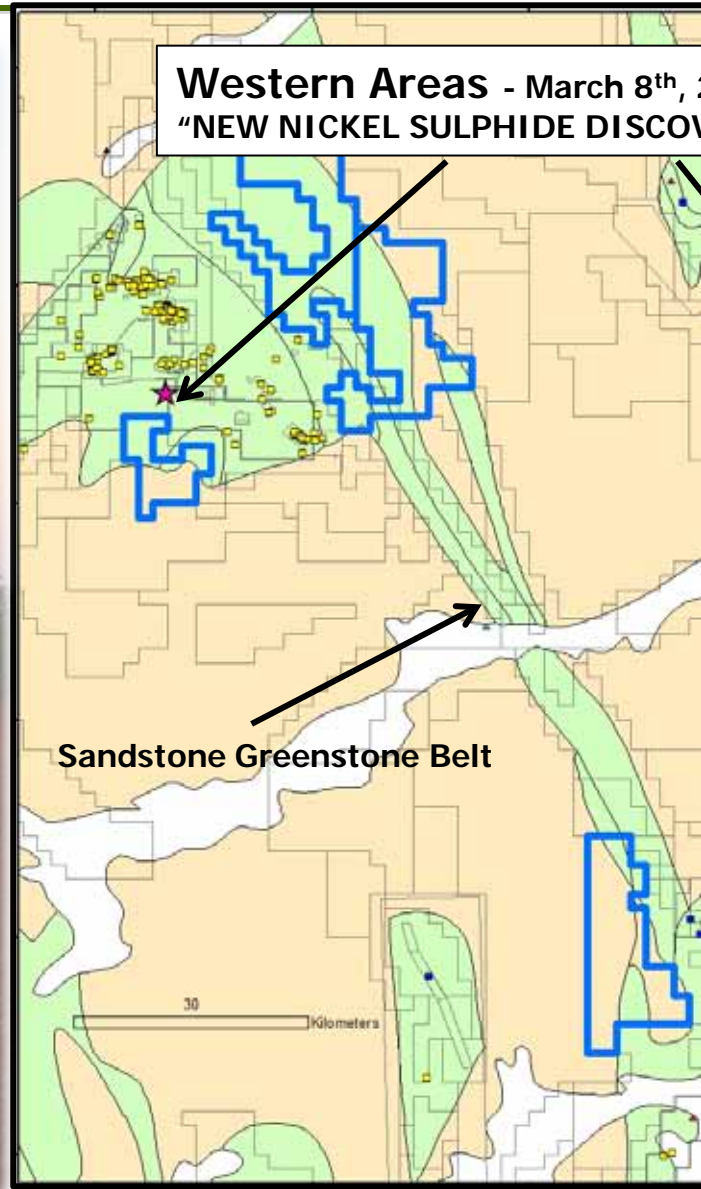 Western Areas - March 8th,
“NEW NICKEL SULPHIDE
Sandstone Greenstone Belt
30
Kilometers